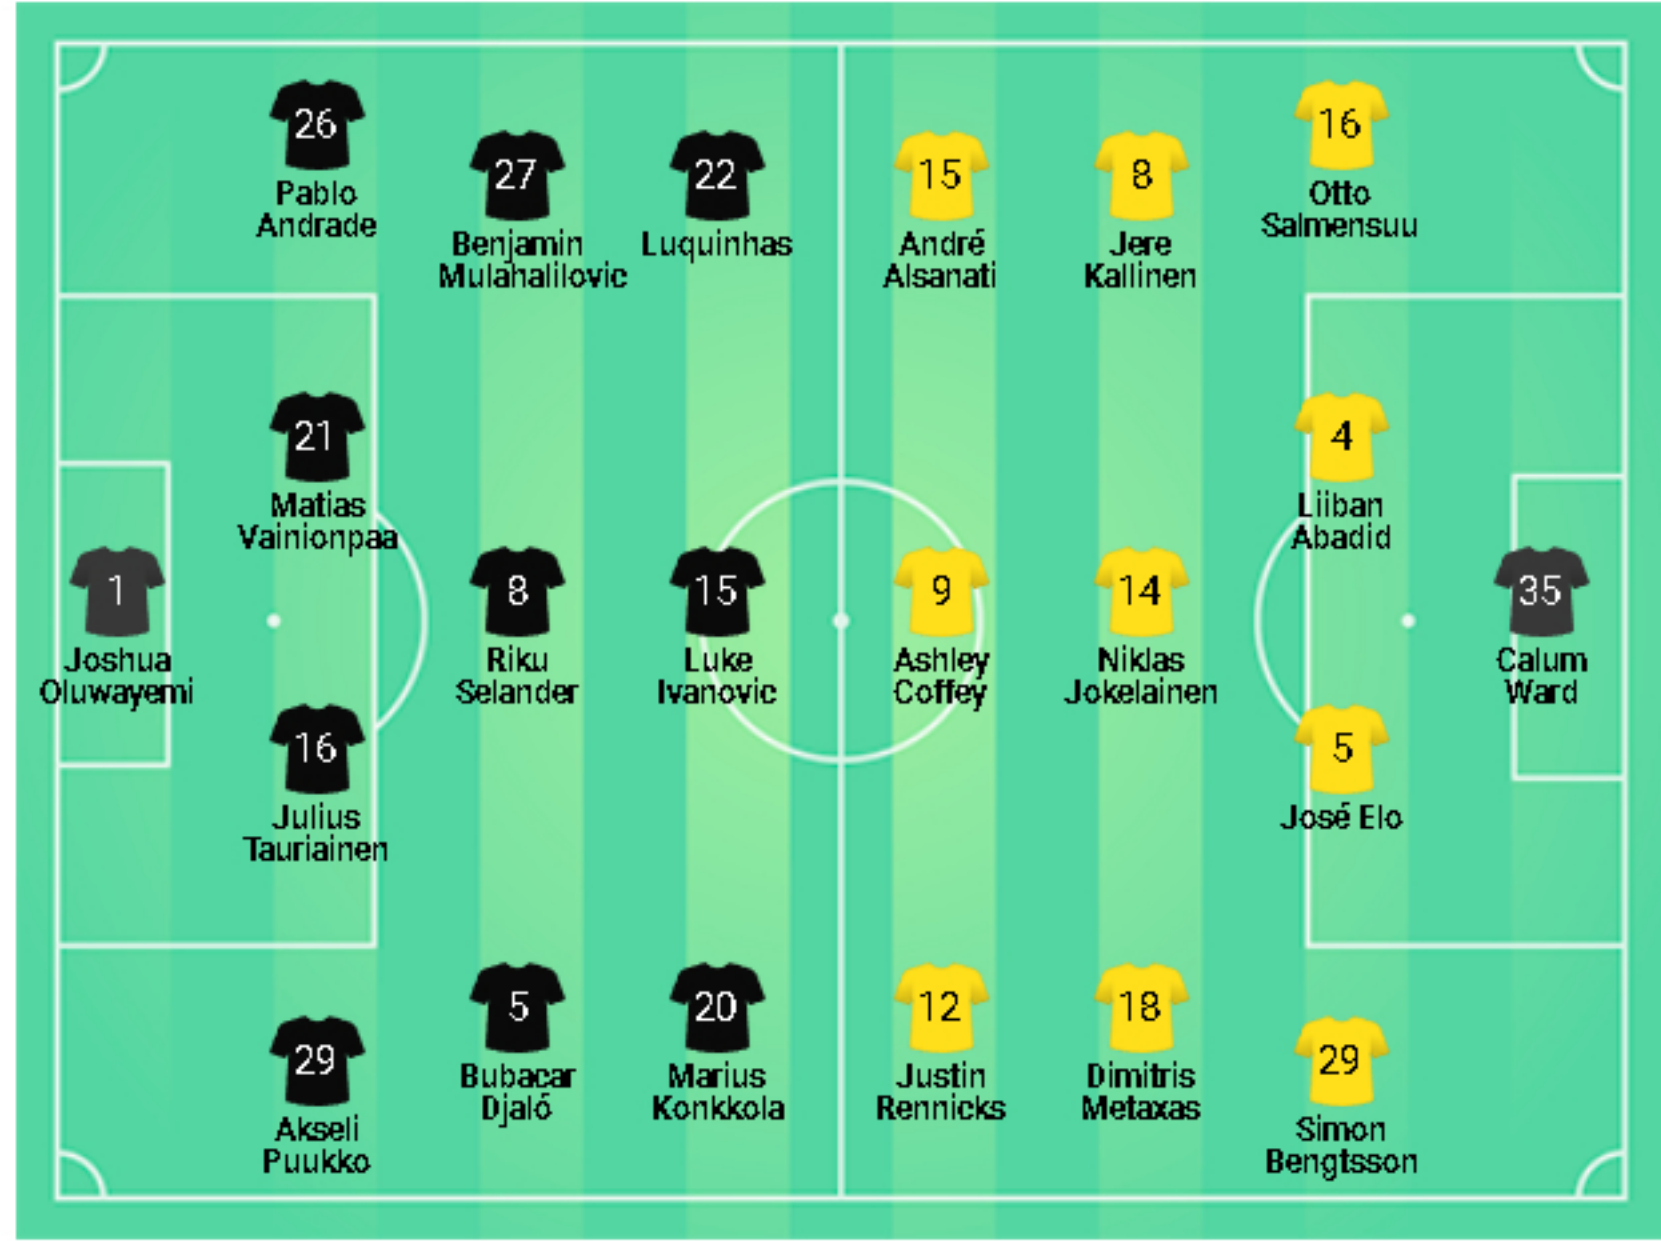 26
Pablo
Andrade
27
Benjamin
Mulahalilovic
22
Luquinhas
15
André
Alsanati
8
Jere
Kallinen
16
Otto
Salmensuu
21
Matias
Vainionpaa
4
Liiban
Abadid
1
Joshua
Oluwayemi
8
Riku
Selander
15
Luke
Ivanovic
9
Ashley
Coffey
14
Niklas
Jokelainen
35
Calum
Ward
16
Julius
Tauriainen
5
José Elo
29
Akseli
Puukko
5
Bubacar
Djaló
20
Marius
Konkkola
12
Justin
Rennicks
18
Dimitris
Metaxas
29
Simon
Bengtsson